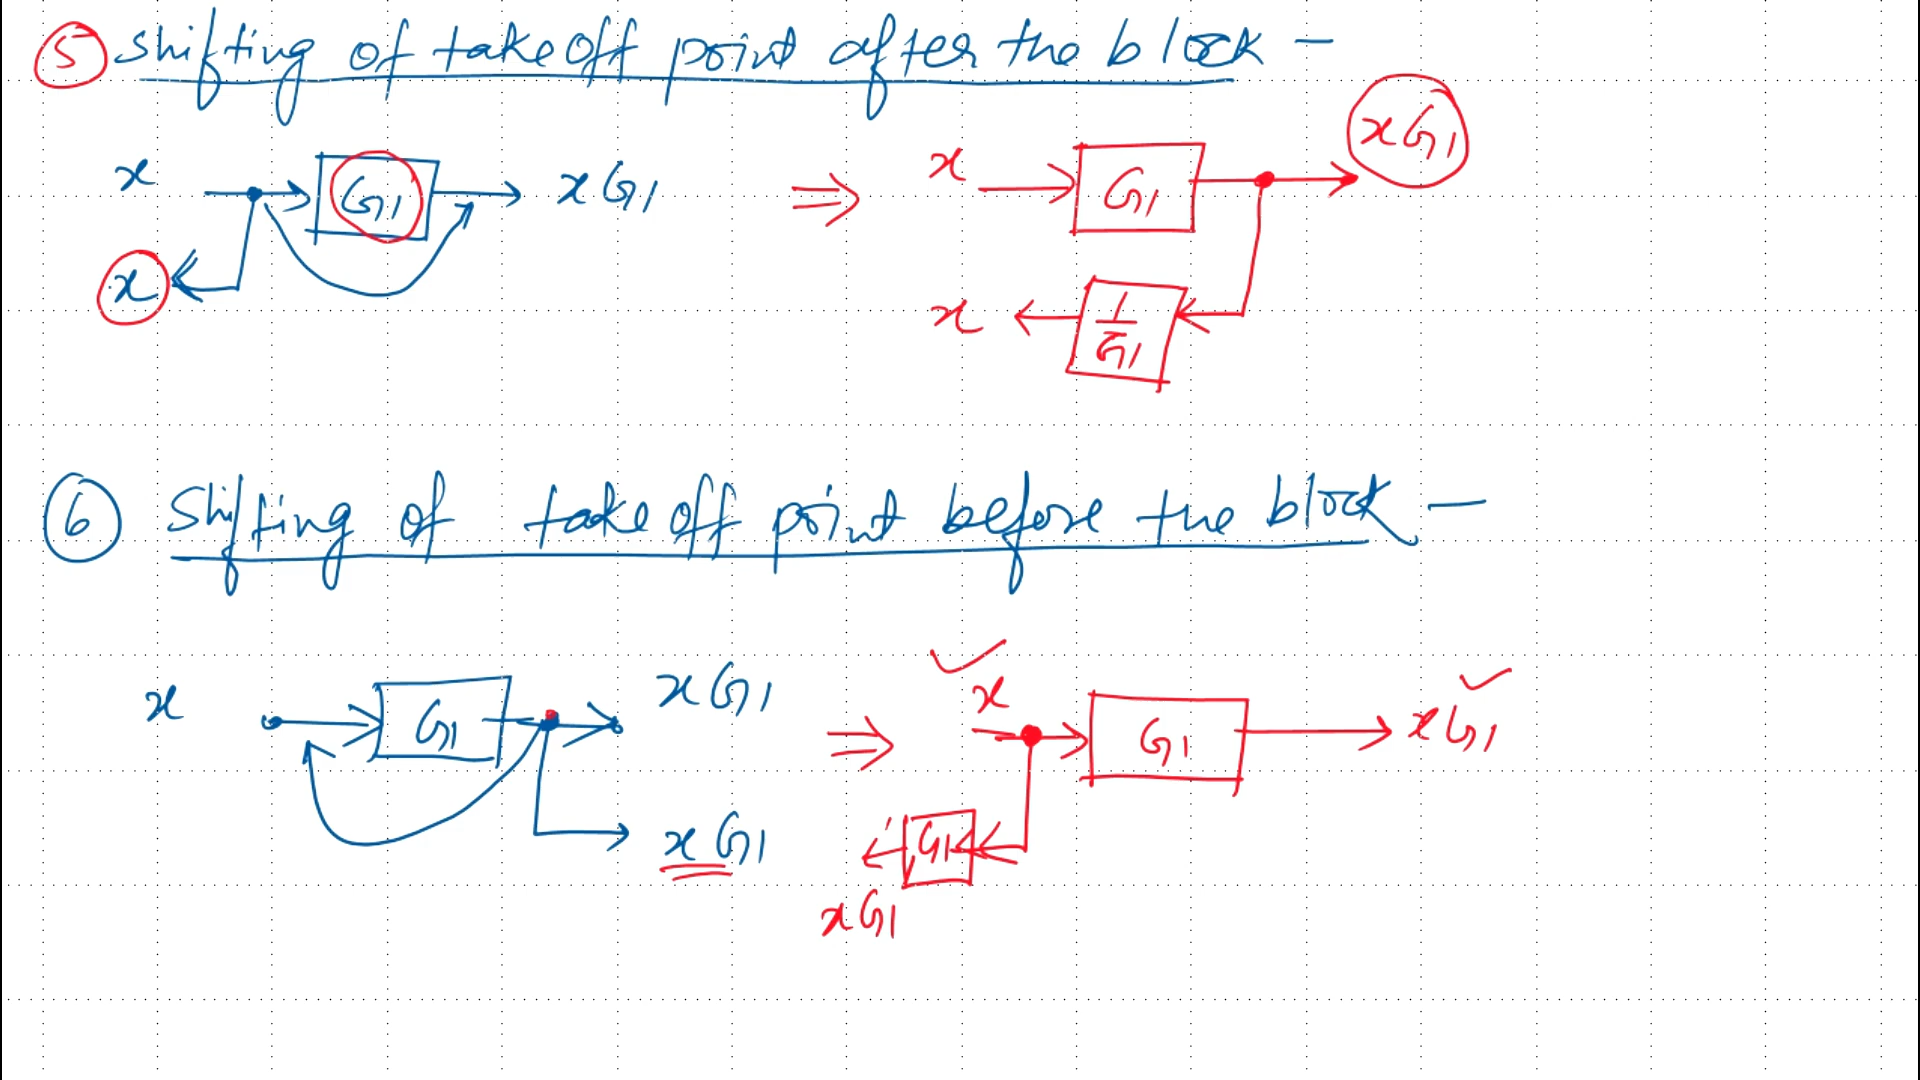 5 Shifting of takeoff point after the block -
x G1 xG1 ⇒ x G1 xG1
x x 1/G1
6 Shifting of takeoff point before the block -
x G1 xG1 ⇒ x G1 xG1
xG1 G1
xG1